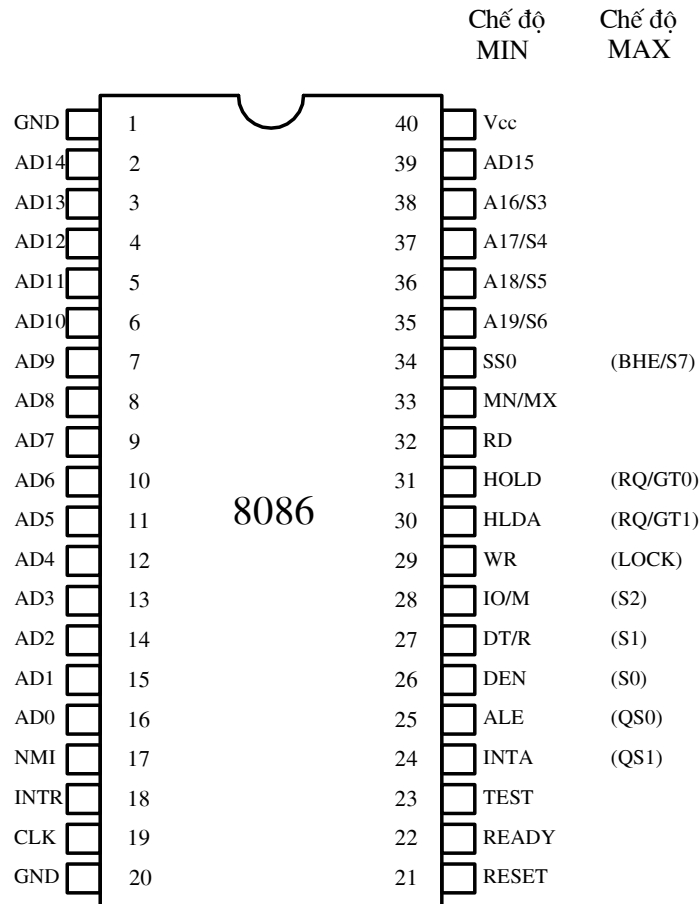 Chế độ MIN Chế độ MAX
GND 1 40 Vcc
AD14 2 39 AD15
AD13 3 38 A16/S3
AD12 4 37 A17/S4
AD11 5 36 A18/S5
AD10 6 35 A19/S6
AD9 7 34 SS0 (BHE/S7)
AD8 8 33 MN/MX
AD7 9 32 RD
AD6 10 31 HOLD (RQ/GT0)
AD5 11 8086 30 HLDA (RQ/GT1)
AD4 12 29 WR (LOCK)
AD3 13 28 IO/M (S2)
AD2 14 27 DT/R (S1)
AD1 15 26 DEN (S0)
AD0 16 25 ALE (QS0)
NMI 17 24 INTA (QS1)
INTR 18 23 TEST
CLK 19 22 READY
GND 20 21 RESET